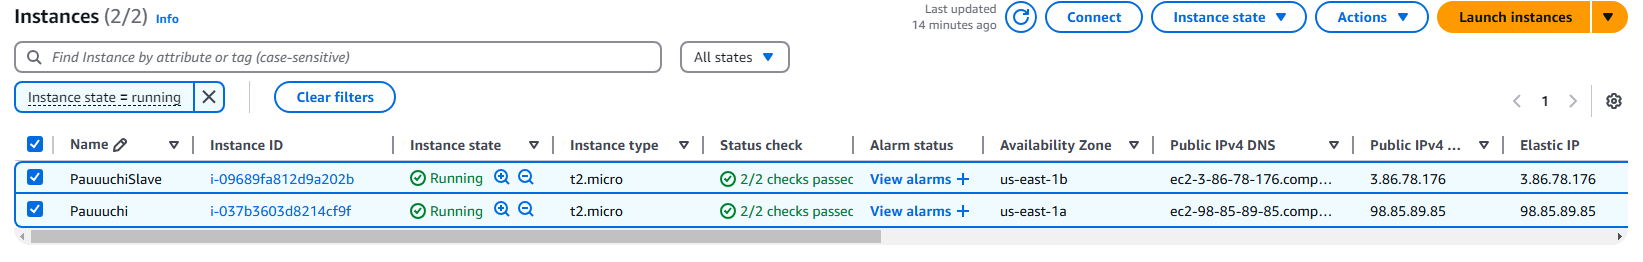 Instances (2/2) Info
Last updated
14 minutes ago
Connect
Instance state
Actions
Launch instances
Find Instance by attribute or tag (case-sensitive)
All states
Instance state = running
Clear filters
1
Name Instance ID Instance state Instance type Status check Alarm status Availability Zone Public IPv4 DNS Public IPv4 ... Elastic IP
PauuuchiSlave i-09689fa812d9a202b Running t2.micro 2/2 checks passec View alarms + us-east-1b ec2-3-86-78-176.comp... 3.86.78.176 3.86.78.176
Pauuuchi i-037b3603d8214cf9f Running t2.micro 2/2 checks passec View alarms + us-east-1a ec2-98-85-89-85.comp... 98.85.89.85 98.85.89.85